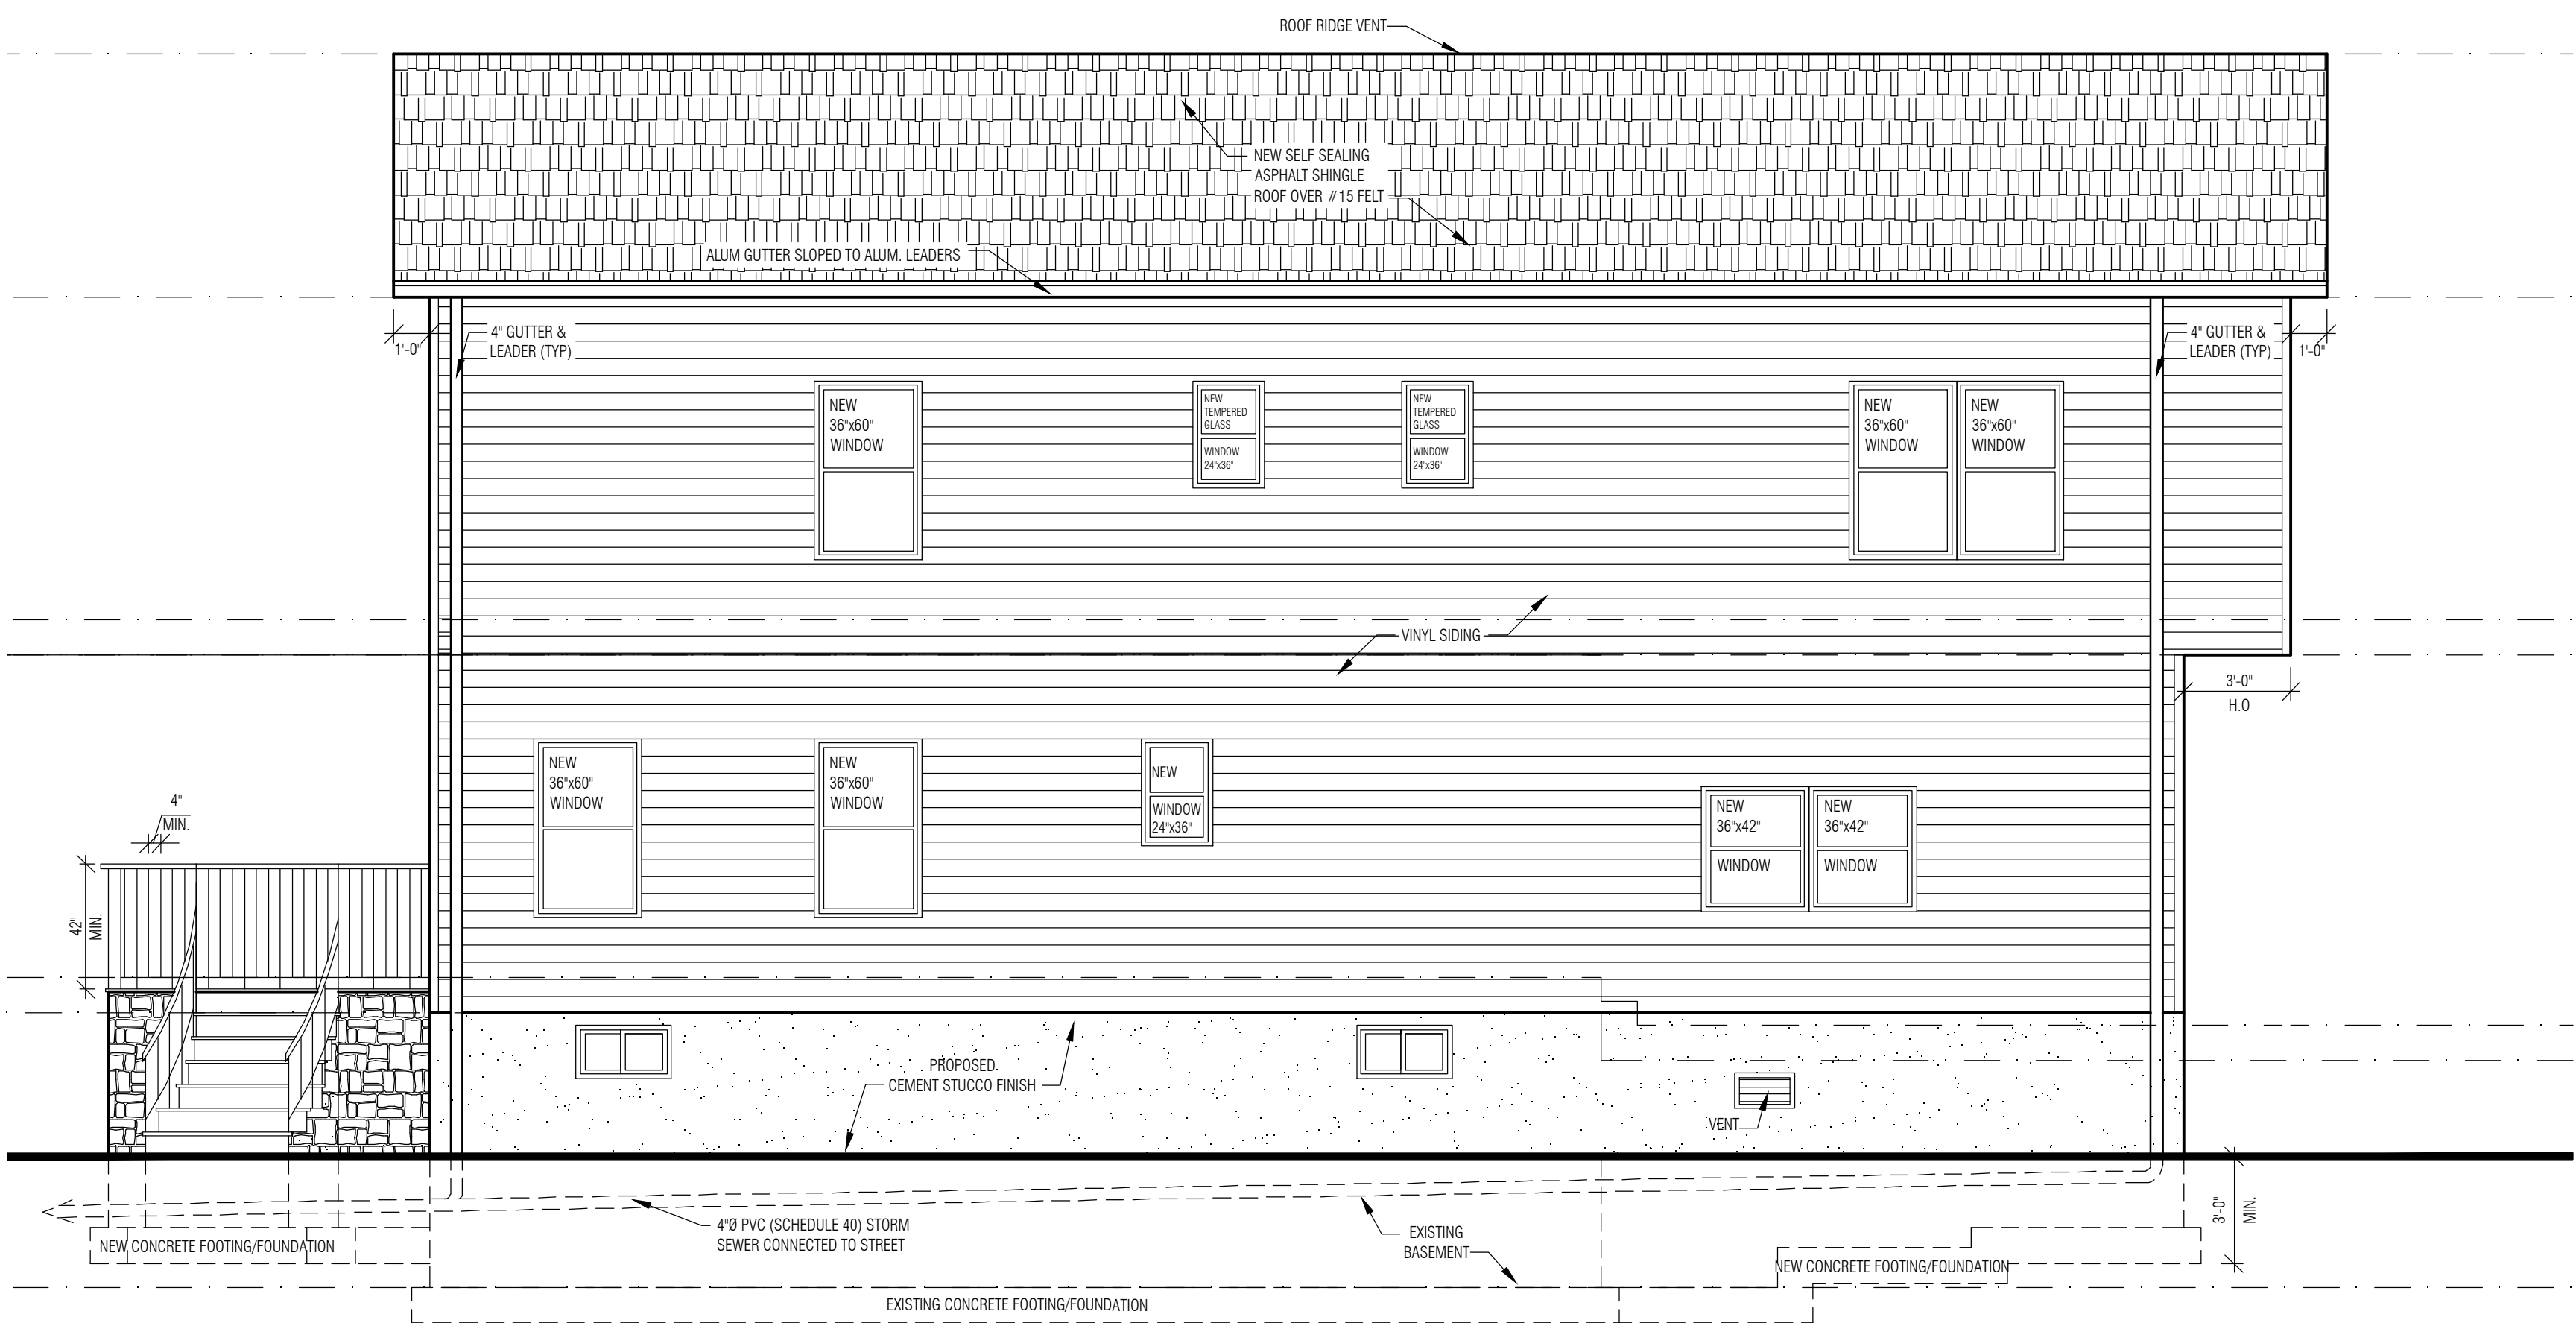 ROOF RIDGE VENT
NEW SELF SEALING
ASPHALT SHINGLE
ROOF OVER #15 FELT
ALUM GUTTER SLOPED TO ALUM. LEADERS
1'-0"
4" GUTTER &
LEADER (TYP)
4" GUTTER &
LEADER (TYP)
1'-0"
NEW
36"x60"
WINDOW
NEW
TEMPERED
GLASS
WINDOW
24"x36"
NEW
TEMPERED
GLASS
WINDOW
24"x36"
NEW
36"x60"
WINDOW
NEW
36"x60"
WINDOW
VINYL SIDING
3'-0"
H.O
NEW
36"x60"
WINDOW
NEW
36"x60"
WINDOW
NEW
WINDOW
24"x36"
NEW
36"x42"
WINDOW
NEW
36"x42"
WINDOW
4"
MIN.
42"
MIN.
PROPOSED.
CEMENT STUCCO FINISH
VENT
4"Ø PVC (SCHEDULE 40) STORM
SEWER CONNECTED TO STREET
EXISTING
BASEMENT
3'-0"
MIN.
NEW CONCRETE FOOTING/FOUNDATION
NEW CONCRETE FOOTING/FOUNDATION
EXISTING CONCRETE FOOTING/FOUNDATION